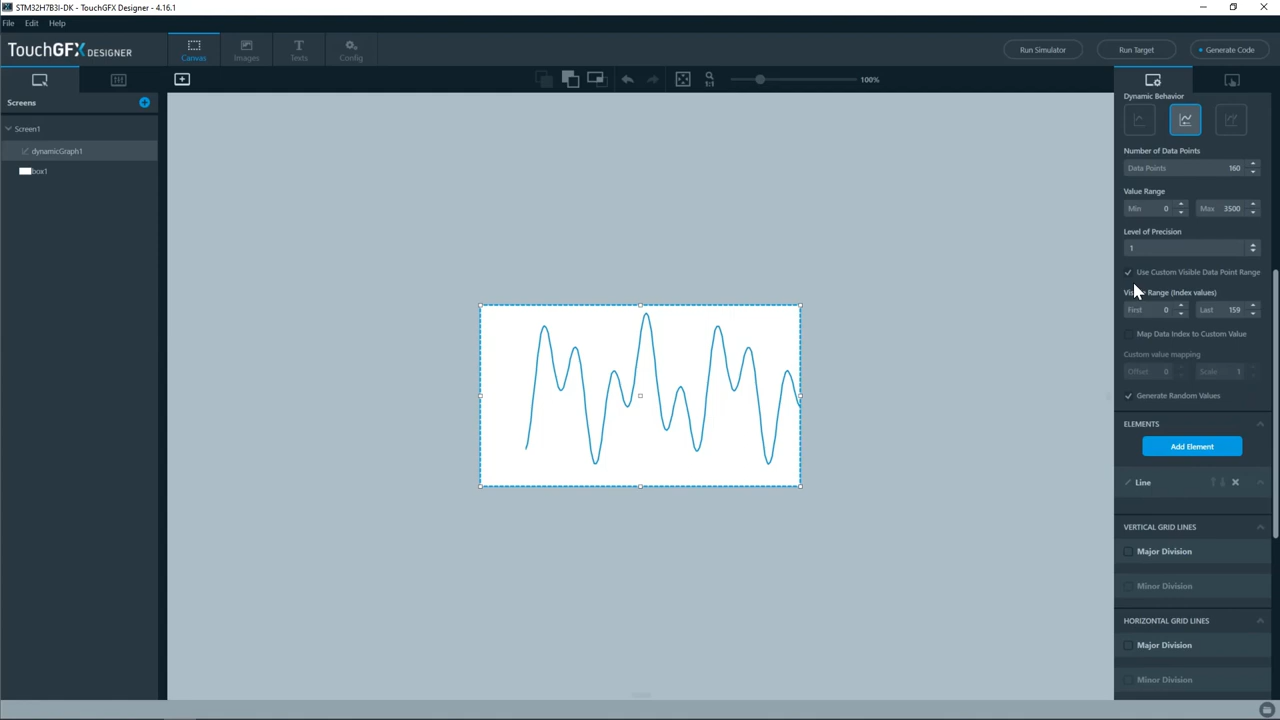 STM32H7B3I-DK - TouchGFX Designer - 4.16.1
File Edit Help
TouchGFX DESIGNER
Canvas
Images
Texts
Config
Run Simulator
Run Target
Generate Code
1:1
100%
Screens
Screen1
dynamicGraph1
box1
Dynamic Behavior
Number of Data Points
Data Points 160
Value Range
Min 0 Max 3500
Level of Precision
1
Use Custom Visible Data Point Range
Range (Index values)
First 0 Last 159
Map Data Index to Custom Value
Custom value mapping
Offset 0 Scale 1
Generate Random Values
ELEMENTS
Add Element
Line
VERTICAL GRID LINES
Major Division
Minor Division
HORIZONTAL GRID LINES
Major Division
Minor Division